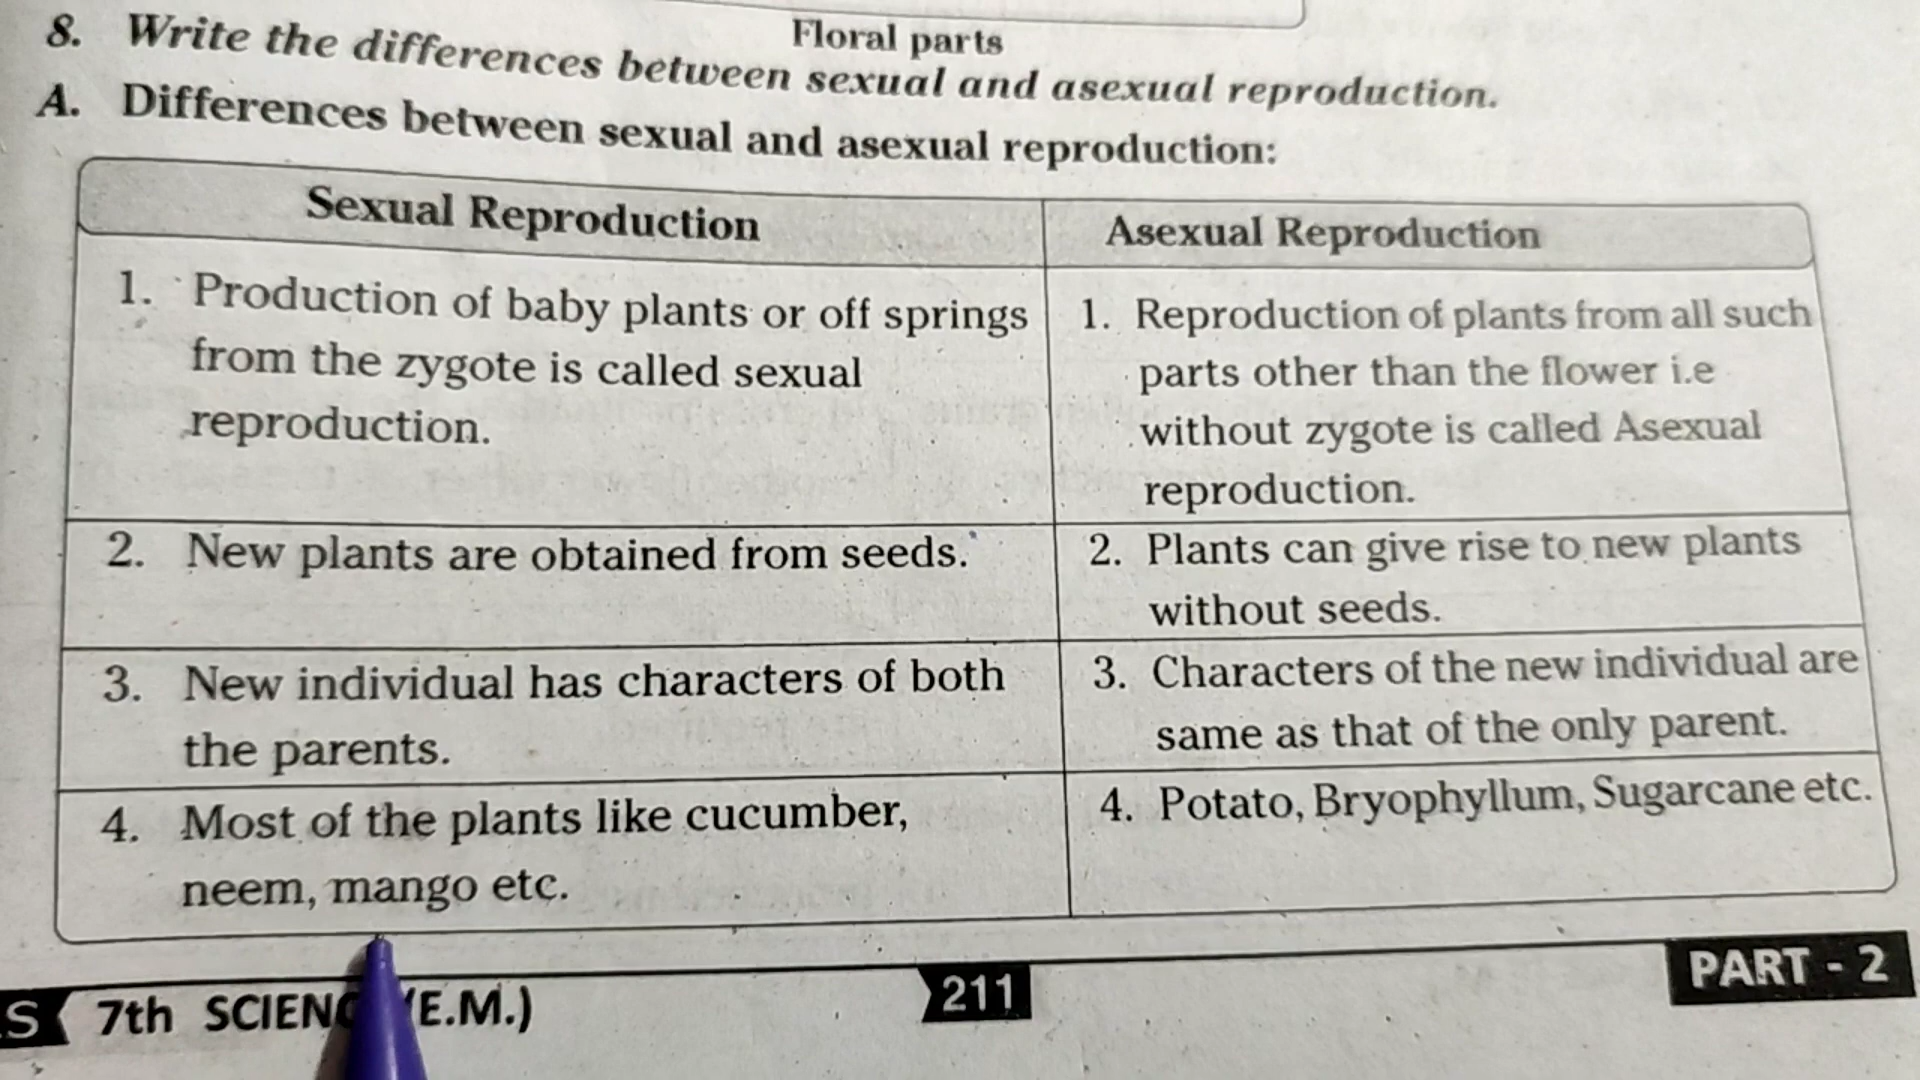 Floral parts
8. Write the differences between sexual and asexual reproduction.
A. Differences between sexual and asexual reproduction:
Sexual Reproduction
Asexual Reproduction
1. Production of baby plants or off springs
from the zygote is called sexual
reproduction.
1. Reproduction of plants from all such
parts other than the flower i.e
without zygote is called Asexual
reproduction.
2. New plants are obtained from seeds.
2. Plants can give rise to new plants
without seeds.
3. New individual has characters of both
the parents.
3. Characters of the new individual are
same as that of the only parent.
4. Most of the plants like cucumber,
neem, mango etc.
4. Potato, Bryophyllum, Sugarcane etc.
S 7th SCIENC (E.M.)
211
PART - 2